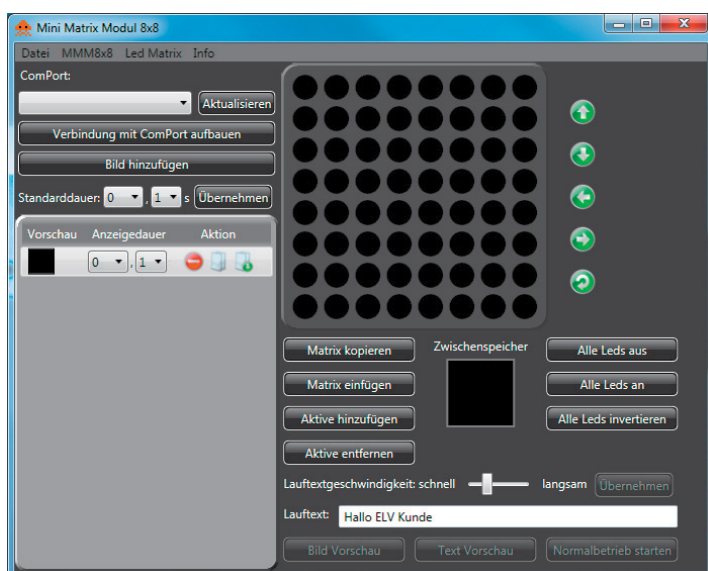 Mini Matrix Modul 8x8
Datei MMM8x8 Led Matrix Info
ComPort:
Aktualisieren
Verbindung mit ComPort aufbauen
Bild hinzufügen
Standarddauer: 0 , 1 s Übernehmen
Vorschau Anzeigedauer Aktion
0 , 1
Matrix kopieren
Zwischenspeicher
Alle Leds aus
Matrix einfügen
Alle Leds an
Aktive hinzufügen
Alle Leds invertieren
Aktive entfernen
Lauftextgeschwindigkeit: schnell langsam Übernehmen
Lauftext: Hallo ELV Kunde
Bild Vorschau Text Vorschau Normalbetrieb starten